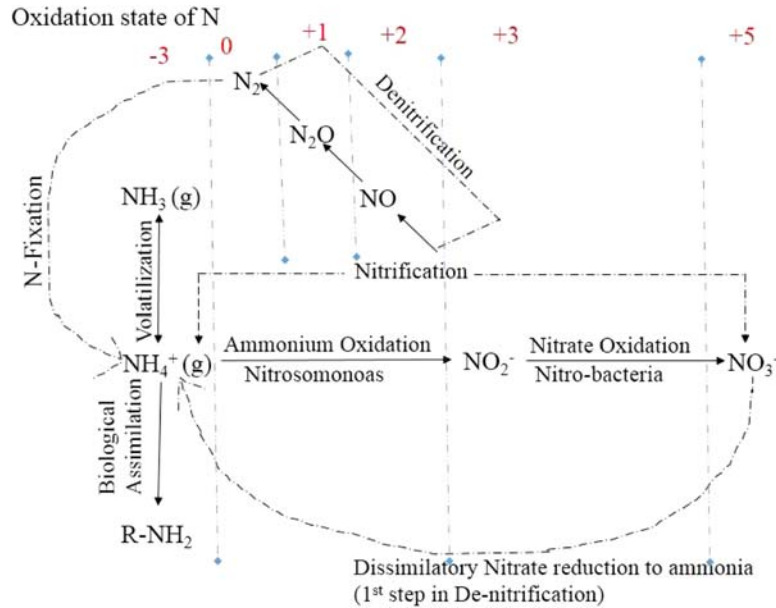 Oxidation state of N
-3
0
+1
+2
+3
+5
N₂
N₂O
NO
Denitrification
NH₃ (g)
N-Fixation
Volatilization
Nitrification
NH₄⁺ (g)
Ammonium Oxidation
Nitrosomonoas
NO₂⁻
Nitrate Oxidation
Nitro-bacteria
NO₃⁻
Biological
Assimilation
R-NH₂
Dissimilatory Nitrate reduction to ammonia
(1ˢᵗ step in De-nitrification)